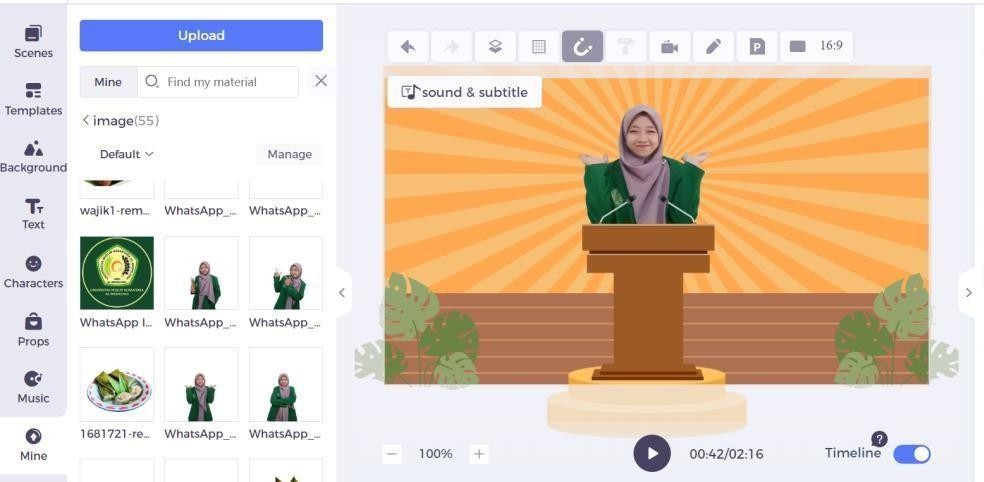 Scenes
Templates
Background
Text
Characters
Props
Music
Mine
Upload
Mine
Find my material
image(55)
Default
Manage
wajik1-rem...
WhatsApp_...
WhatsApp_...
WhatsApp I...
WhatsApp_...
WhatsApp_...
1681721-re...
WhatsApp_...
WhatsApp_...
P
16:9
T
sound & subtitle
100%
00:42/02:16
Timeline
?